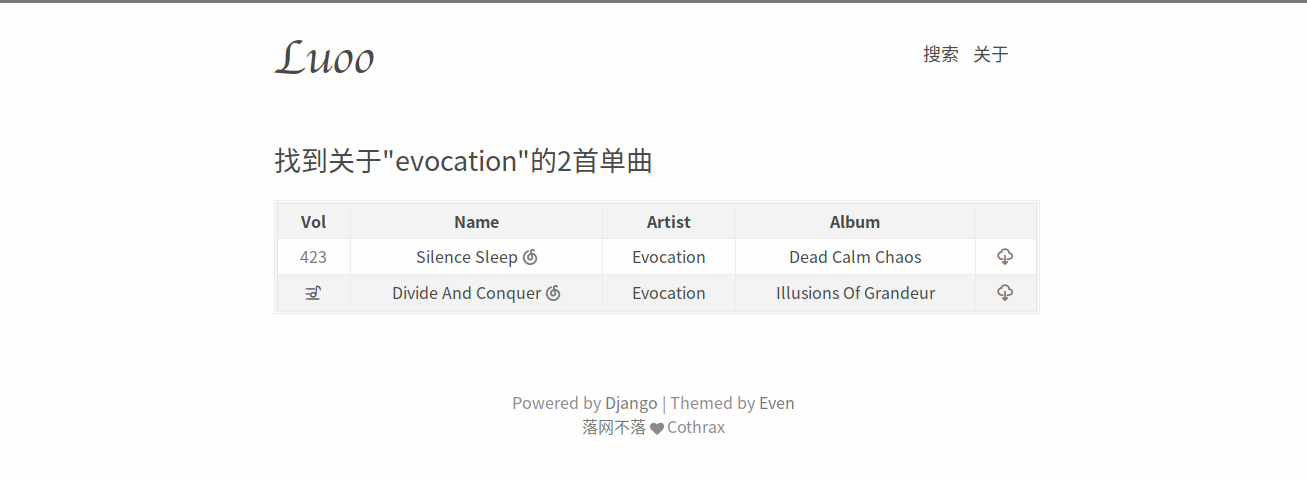 Luoo
搜索 关于
找到关于"evocation"的2首单曲
Vol Name Artist Album
423 Silence Sleep Evocation Dead Calm Chaos
Divide And Conquer Evocation Illusions Of Grandeur
Powered by Django | Themed by Even
落网不落 ♥ Cothrax